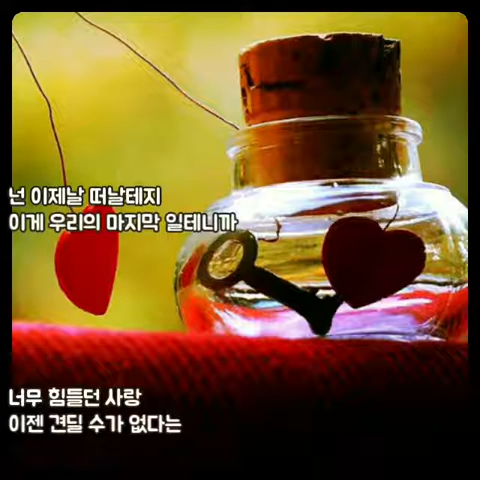 넌 이제날 떠날테지
이게 우리의 마지막 일테니까
너무 힘들던 사랑
이젠 견딜 수가 없다는